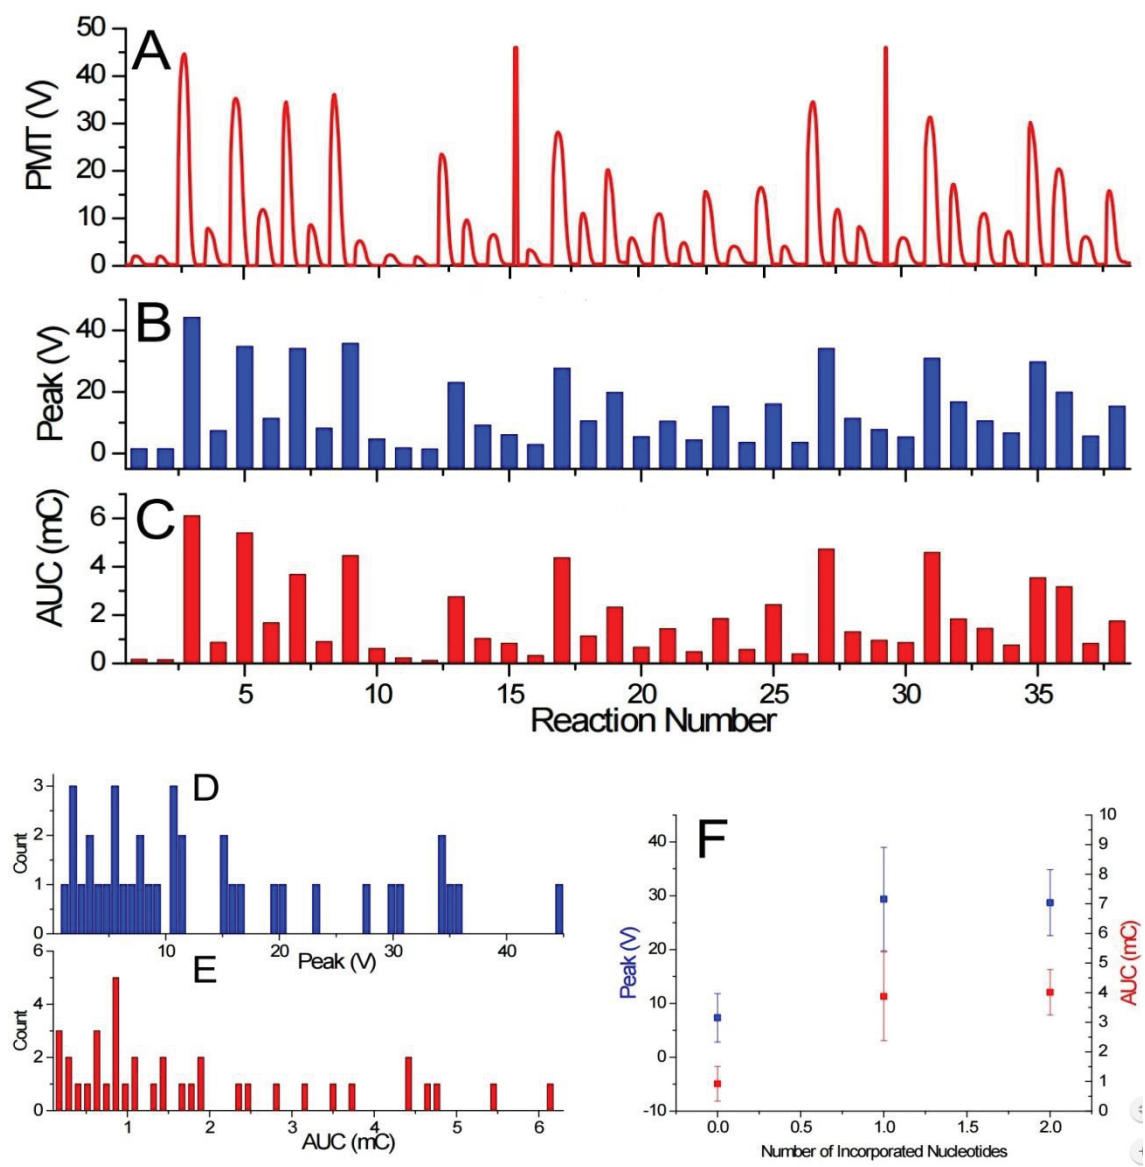 A
PMT (V)
50
40
30
20
10
0
B
Peak (V)
40
20
0
C
AUC (mC)
6
4
2
0
5 10 15 20 25 30 35
Reaction Number
D
Count
3
2
1
0
10 20 30 40
Peak (V)
E
Count
6
4
2
0
1 2 3 4 5 6
AUC (mC)
F
Peak (V)
40
30
20
10
0
-10
AUC (mC)
10
9
8
7
6
5
4
3
2
1
0
0.0 0.5 1.0 1.5 2.0
Number of Incorporated Nucleotides